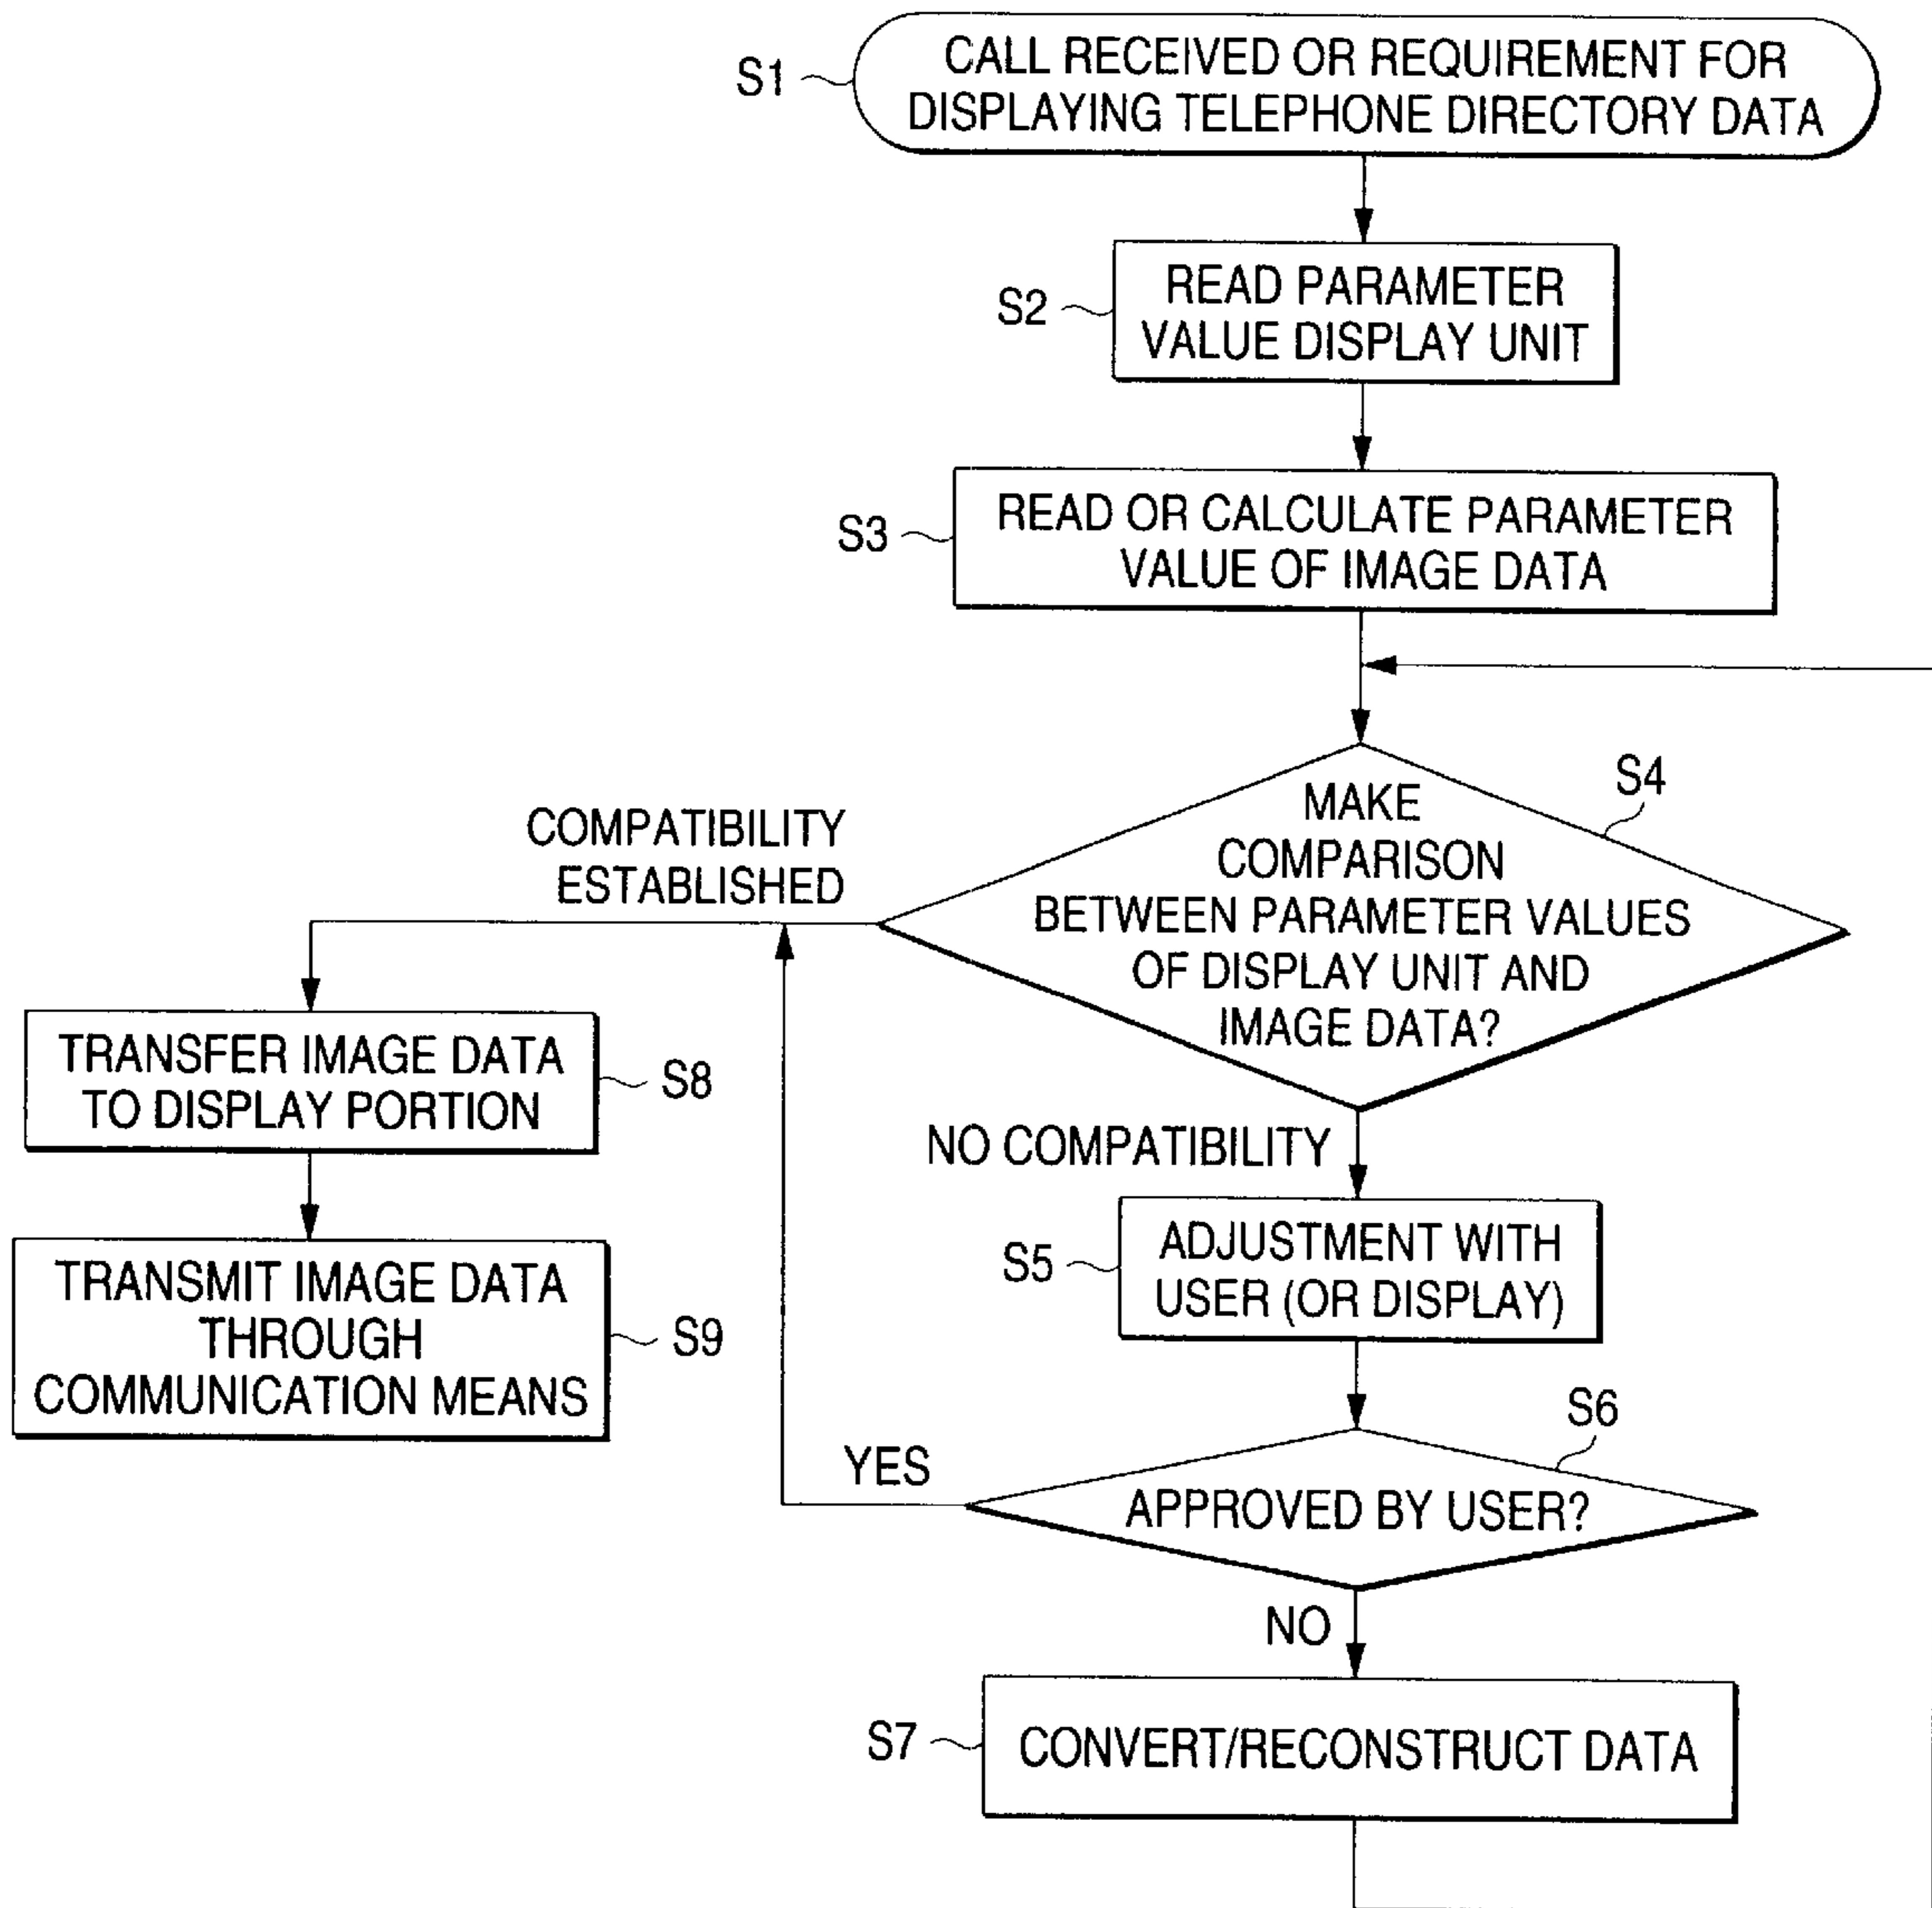 S1
CALL RECEIVED OR REQUIREMENT FOR
DISPLAYING TELEPHONE DIRECTORY DATA
S2
READ PARAMETER
VALUE DISPLAY UNIT
S3
READ OR CALCULATE PARAMETER
VALUE OF IMAGE DATA
S4
MAKE
COMPARISON
BETWEEN PARAMETER VALUES
OF DISPLAY UNIT AND
IMAGE DATA?
COMPATIBILITY
ESTABLISHED
TRANSFER IMAGE DATA
TO DISPLAY PORTION
S8
TRANSMIT IMAGE DATA
THROUGH
COMMUNICATION MEANS
S9
NO COMPATIBILITY
S5
ADJUSTMENT WITH
USER (OR DISPLAY)
S6
YES
APPROVED BY USER?
NO
S7
CONVERT/RECONSTRUCT DATA